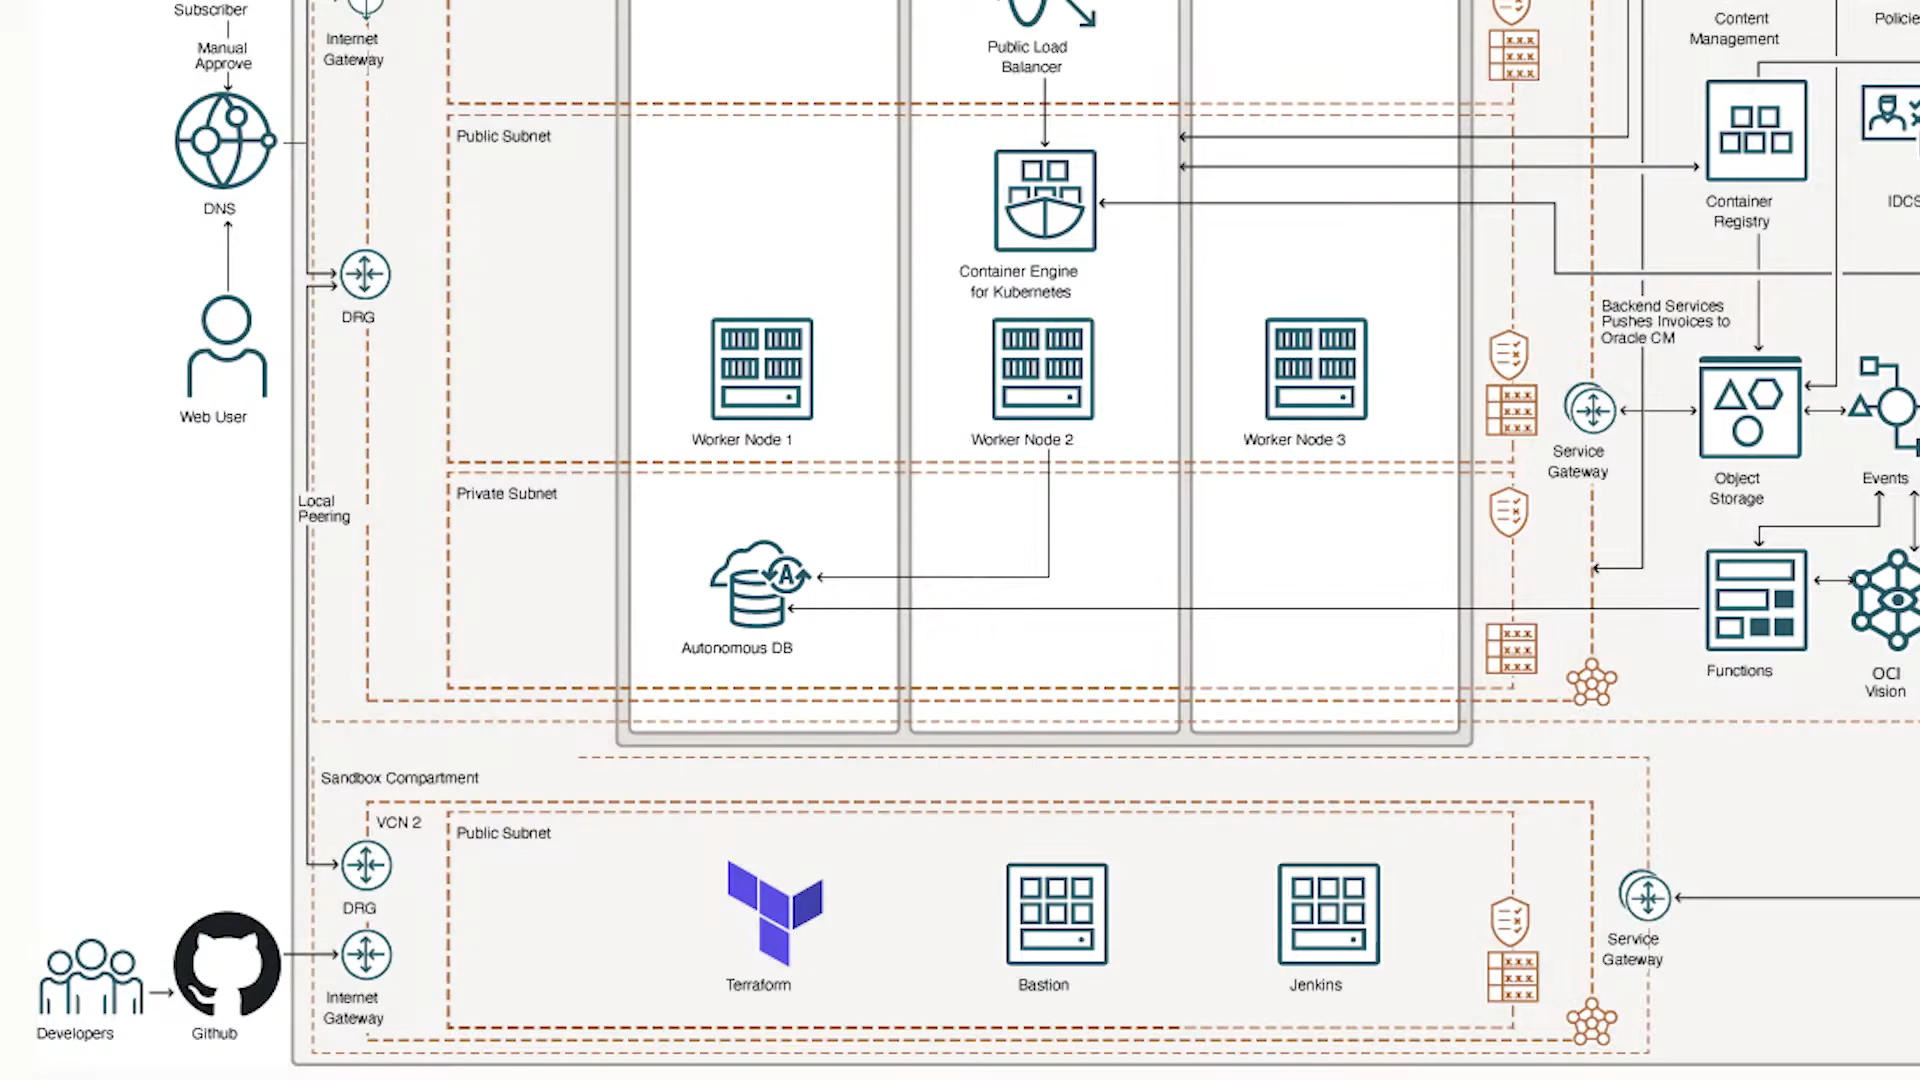 Subscriber
Manual
Approve
DNS
Web User
Internet
Gateway
DRG
Local
Peering
Public Load
Balancer
Public Subnet
Container Engine
for Kubernetes
Worker Node 1
Worker Node 2
Worker Node 3
Private Subnet
Autonomous DB
A
x.x.x
x.x.x
x.x.x
x.x.x
x.x.x
x.x.x
x.x.x
x.x.x
Content
Management
Policie
Container
Registry
IDCS
Backend Services
Pushes Invoices to
Oracle CM
Service
Gateway
Object
Storage
Events
Functions
OCI
Vision
Sandbox Compartment
VCN 2
Public Subnet
DRG
Internet
Gateway
Developers
Github
Terraform
Bastion
Jenkins
x.x.x
x.x.x
x.x.x
Service
Gateway